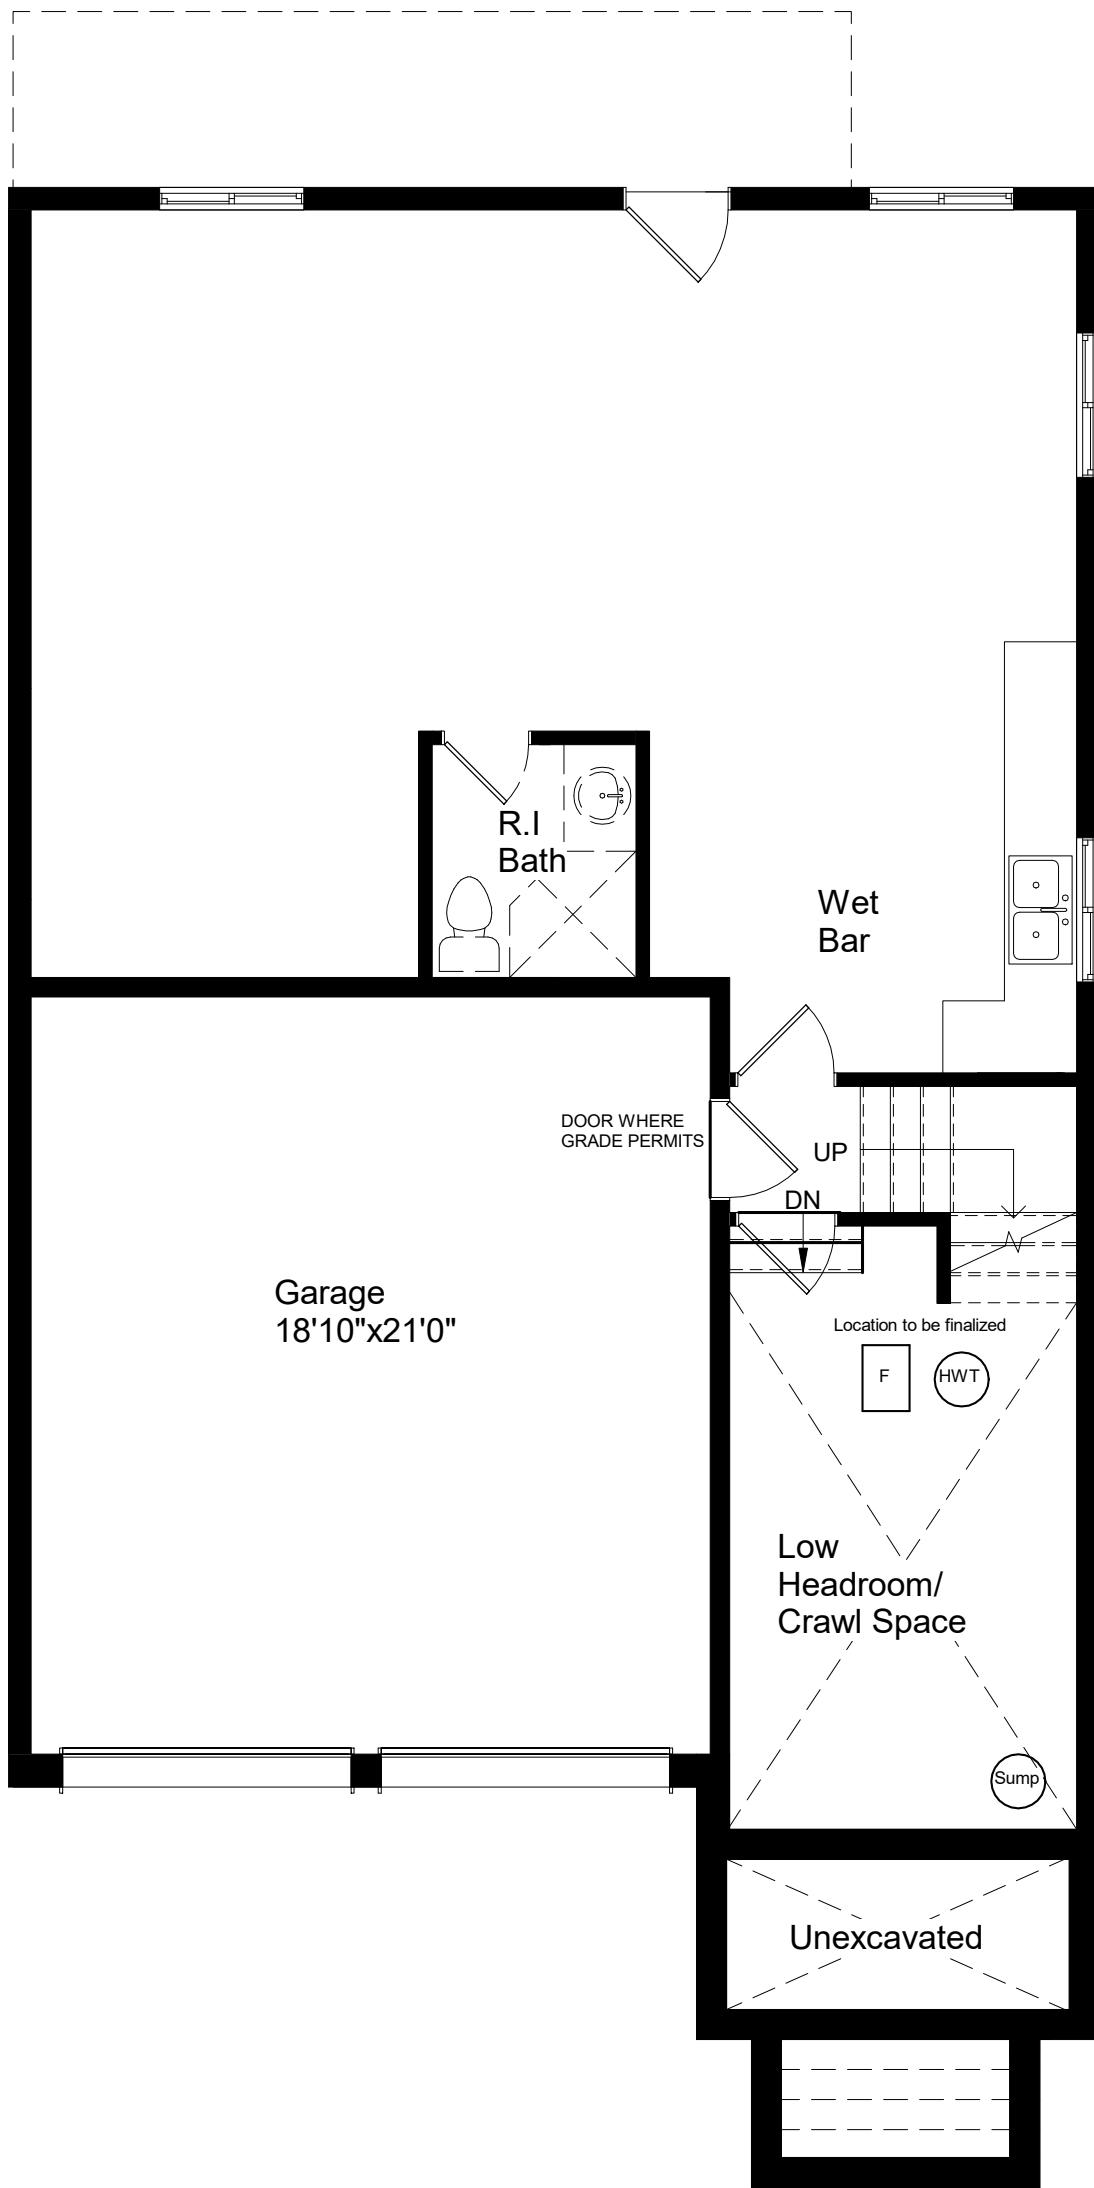 R.I
Bath
Wet
Bar
DOOR WHERE
GRADE PERMITS
UP
DN
Garage
18'10"x21'0"
Location to be finalized
F
HWT
Low
Headroom/
Crawl Space
Sump
Unexcavated